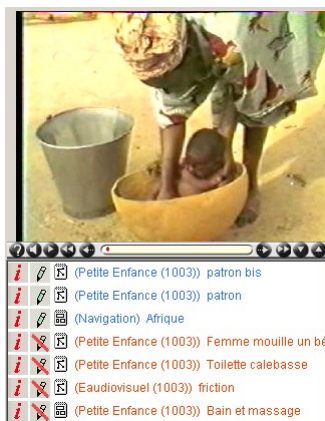 (Petite Enfance (1003)) patron bis
(Petite Enfance (1003)) patron
(Navigation) Afrique
(Petite Enfance (1003)) Femme mouille un bé
(Petite Enfance (1003)) Toilette calebasse
(Eaudiovisuel (1003)) friction
(Petite Enfance (1003)) Bain et massage